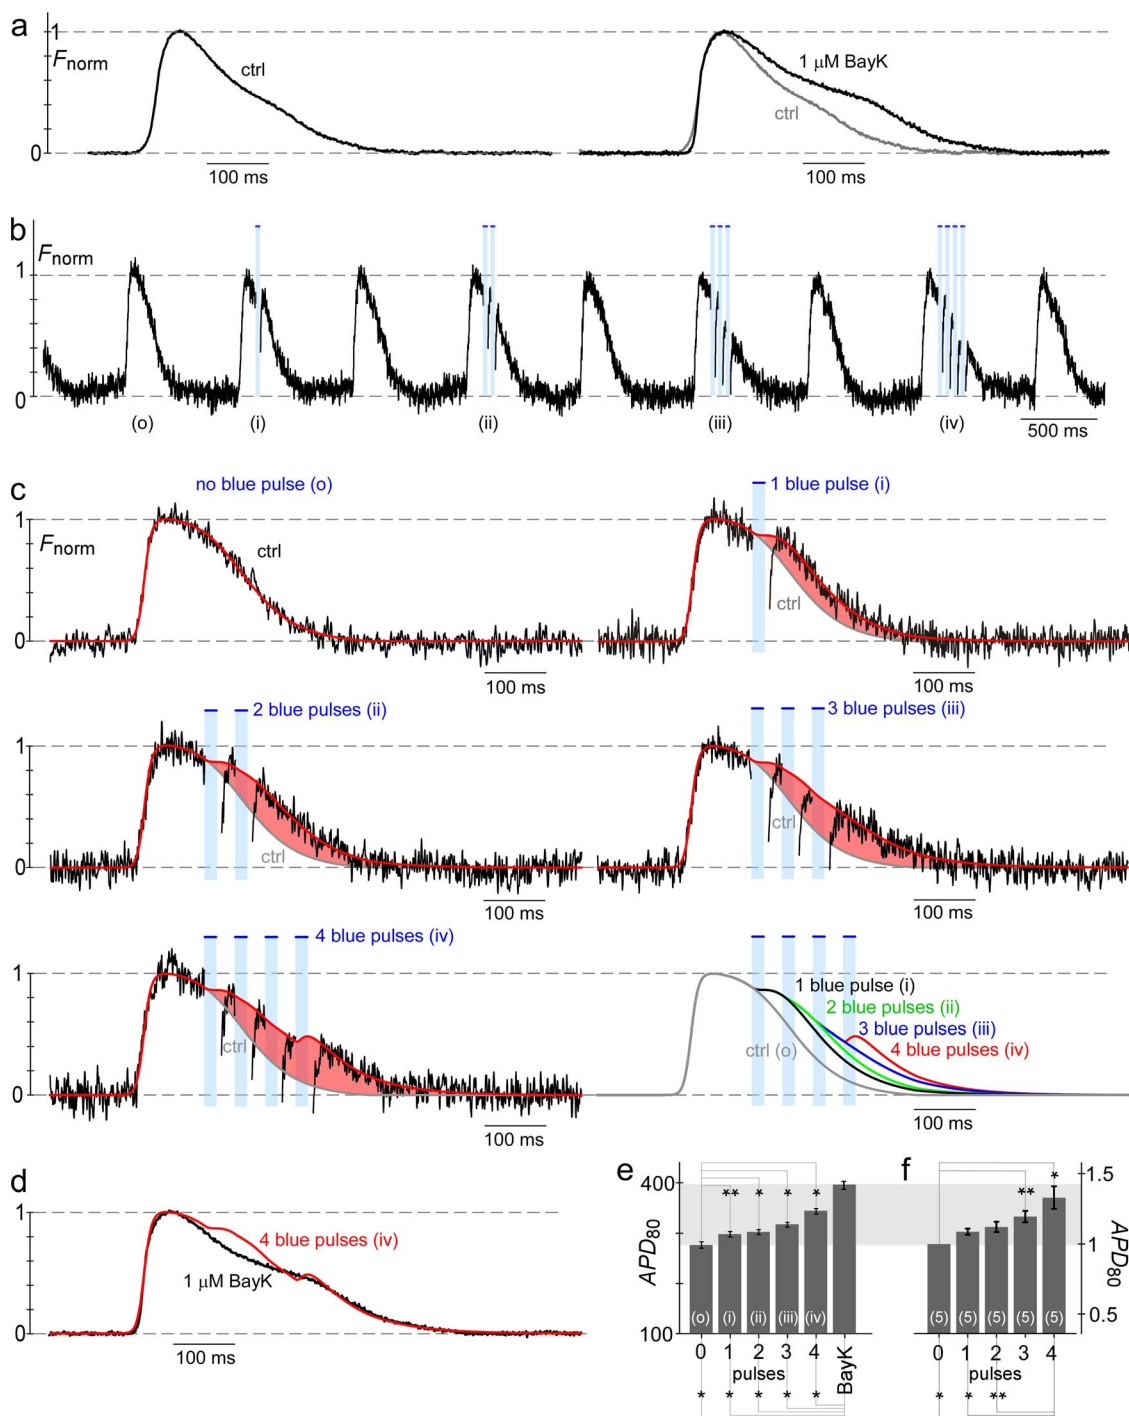 a
1
Fnorm
0
ctrl
100 ms
1 μM BayK
ctrl
100 ms
b
Fnorm
1
0
(o)
(i)
(ii)
(iii)
(iv)
500 ms
c
no blue pulse (o)
1
Fnorm
0
ctrl
100 ms
1 blue pulse (i)
ctrl
100 ms
2 blue pulses (ii)
1
0
ctrl
100 ms
3 blue pulses (iii)
ctrl
100 ms
4 blue pulses (iv)
1
0
ctrl
100 ms
1 blue pulse (i)
2 blue pulses (ii)
3 blue pulses (iii)
4 blue pulses (iv)
ctrl (o)
100 ms
d
1
0
4 blue pulses (iv)
1 μM BayK
100 ms
e
400
100
APD80
** * * *
(o) (i) (ii) (iii) (iv)
0 1 2 3 4 BayK
pulses
* * * * *
f
** *
1.5
1
0.5
APD80
(5) (5) (5) (5) (5)
0 1 2 3 4
pulses
* * **